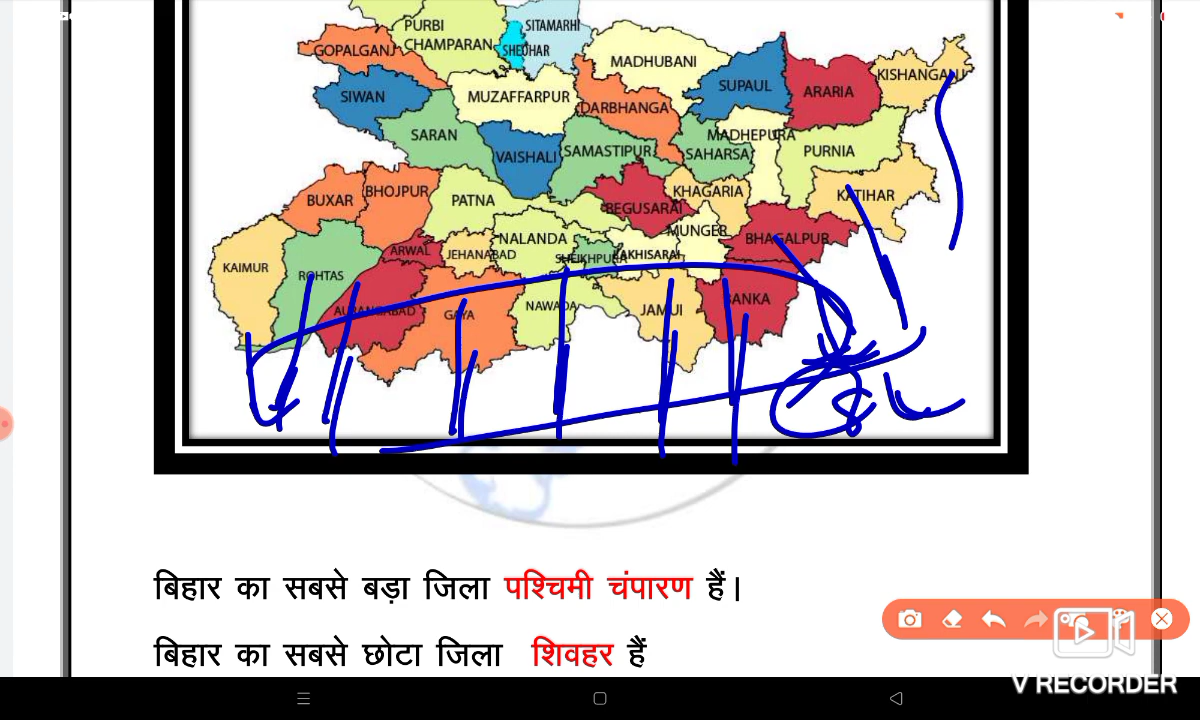 PURBI
CHAMPARAN
SITAMARHI
SHEOHAR
GOPALGANJ
MADHUBANI
KISHANGANJ
SIWAN
MUZAFFARPUR
DARBHANGA
SUPAUL
ARARIA
SARAN
VAISHALI
SAMASTIPUR
SAHARSA
MADHEPURA
PURNIA
BUXAR
BHOJPUR
PATNA
BEGUSARAI
KHAGARIA
KATIHAR
NALANDA
MUNGER
BHAGALPUR
KAIMUR
ROHTAS
ARWAL
JEHANABAD
SHEIKHPURA
LAKHISARAI
AURANGABAD
GAYA
NAWADA
JAMUI
BANKA
बिहार का सबसे बड़ा जिला पश्चिमी चंपारण हैं।
बिहार का सबसे छोटा जिला शिवहर हैं
V RECORDER